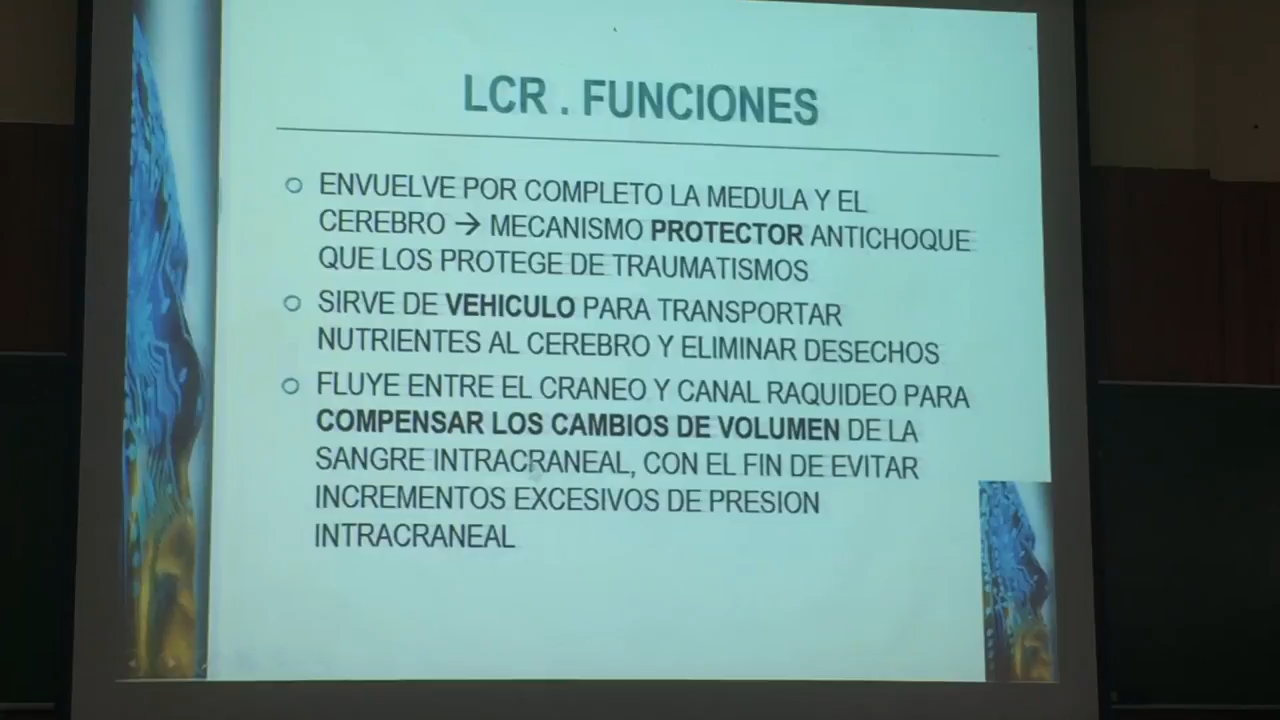 LCR . FUNCIONES
ENVUELVE POR COMPLETO LA MEDULA Y EL
CEREBRO → MECANISMO PROTECTOR ANTICHOQUE
QUE LOS PROTEGE DE TRAUMATISMOS
SIRVE DE VEHICULO PARA TRANSPORTAR
NUTRIENTES AL CEREBRO Y ELIMINAR DESECHOS
FLUYE ENTRE EL CRANEO Y CANAL RAQUIDEO PARA
COMPENSAR LOS CAMBIOS DE VOLUMEN DE LA
SANGRE INTRACRANEAL, CON EL FIN DE EVITAR
INCREMENTOS EXCESIVOS DE PRESION
INTRACRANEAL